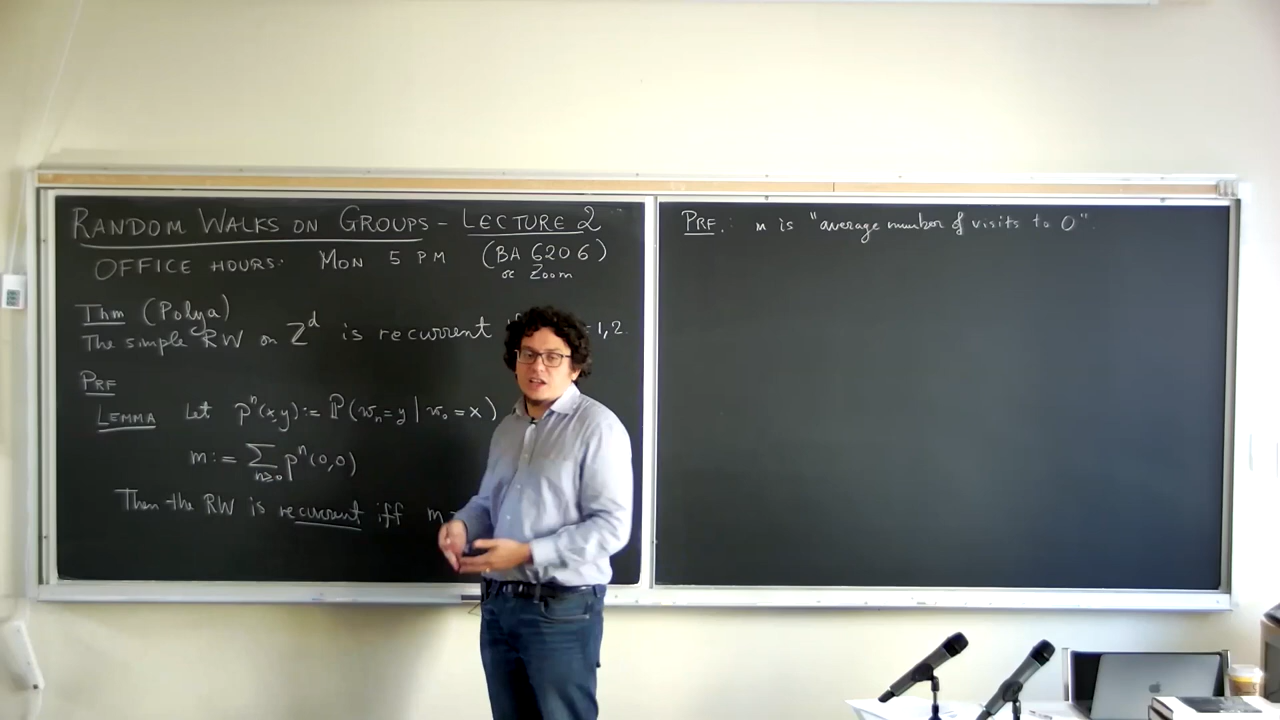 RANDOM WALKS ON GROUPS - LECTURE 2
OFFICE HOURS: MON 5 PM (BA 6206)
or Zoom
Thm (Polya)
The simple RW on ℤ^d is recurrent = 1,2.
PRF
LEMMA Let p^n(x,y) := ℙ(w_n = y | w_0 = x)
m := ∑_{n≥0} p^n(0,0)
Then the RW is recurrent iff m
PRF.: m is "average number of visits to 0".